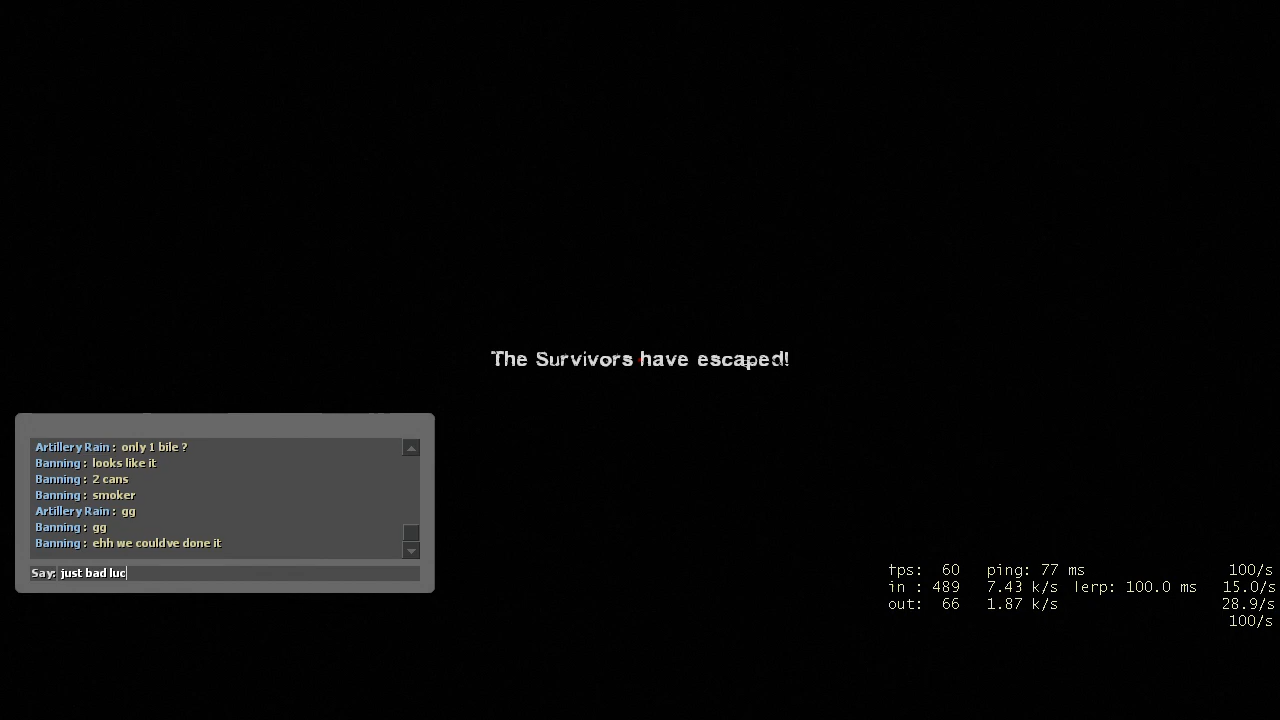 The Survivors have escaped!
Artillery Rain : only 1 bile ?
Banning : looks like it
Banning : 2 cans
Banning : smoker
Artillery Rain : gg
Banning : gg
Banning : ehh we couldve done it
Say: just bad luc
fps: 60 ping: 77 ms 100/s
in : 489 7.43 k/s lerp: 100.0 ms 15.0/s
out: 66 1.87 k/s 28.9/s
100/s